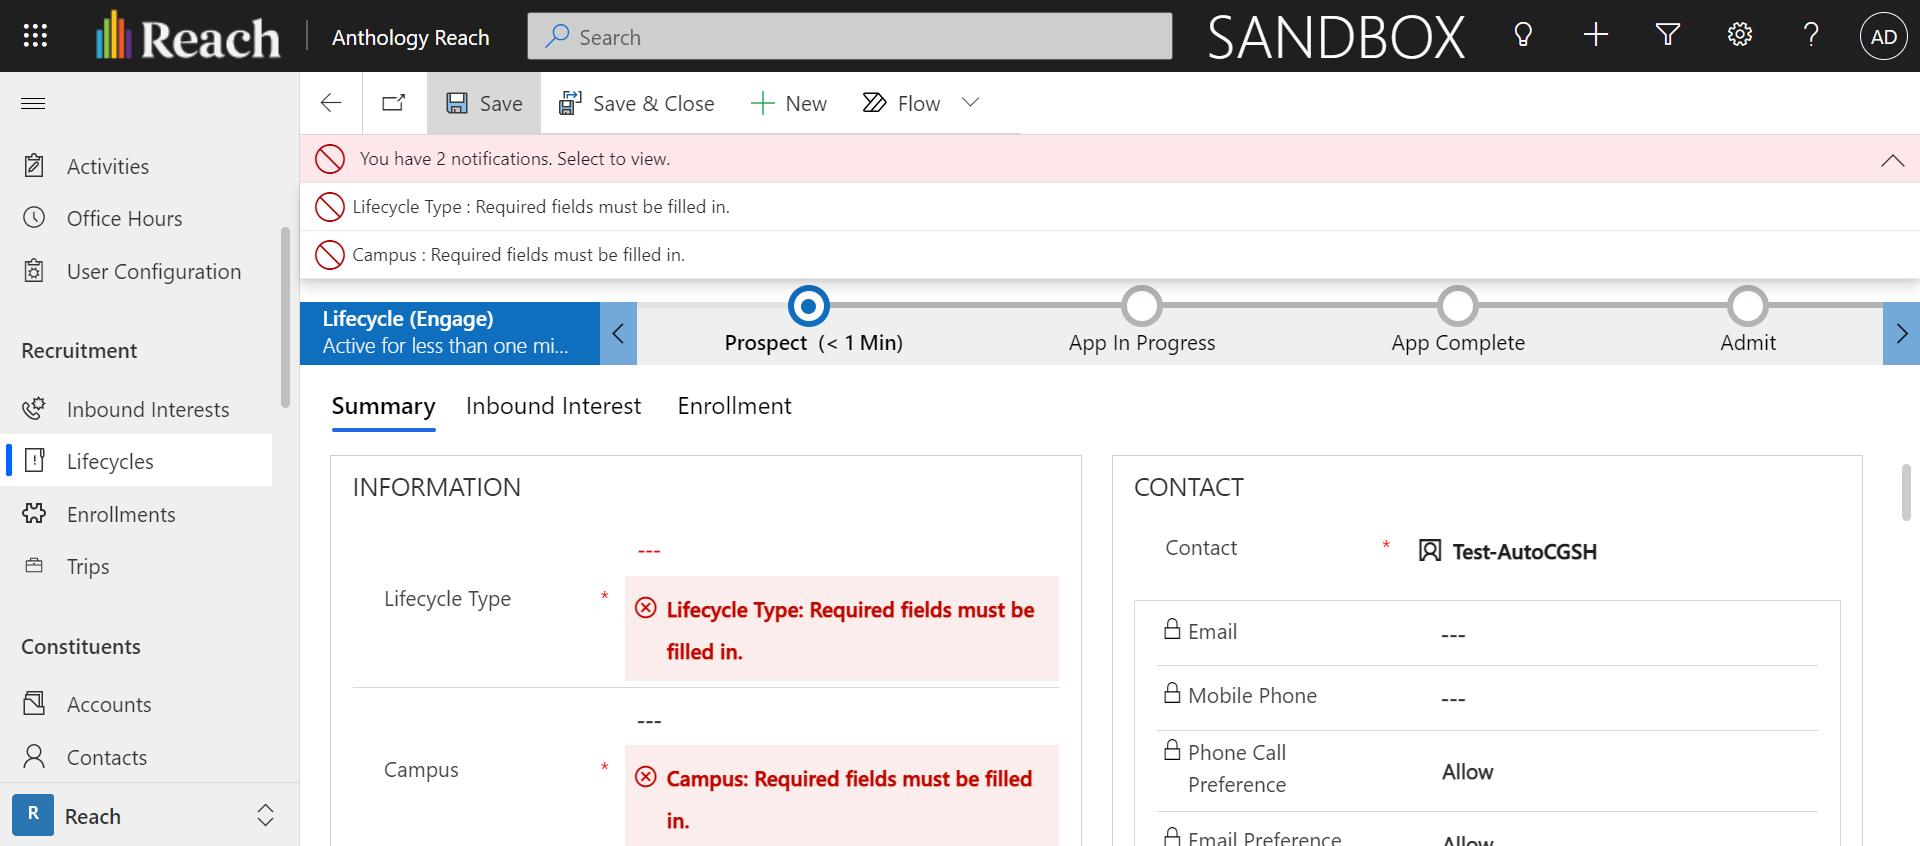 Reach
Anthology Reach
Search
SANDBOX
AD
Save
Save & Close
New
Flow
Activities
Office Hours
User Configuration
Recruitment
Inbound Interests
Lifecycles
Enrollments
Trips
Constituents
Accounts
Contacts
R
Reach
You have 2 notifications. Select to view.
Lifecycle Type : Required fields must be filled in.
Campus : Required fields must be filled in.
Lifecycle (Engage)
Active for less than one mi...
Prospect (< 1 Min)
App In Progress
App Complete
Admit
Summary
Inbound Interest
Enrollment
INFORMATION
---
Lifecycle Type *
Lifecycle Type: Required fields must be
filled in.
---
Campus *
Campus: Required fields must be filled
in.
CONTACT
Contact * Test-AutoCGSH
Email ---
Mobile Phone ---
Phone Call
Preference
Allow
Email Preference
Allow